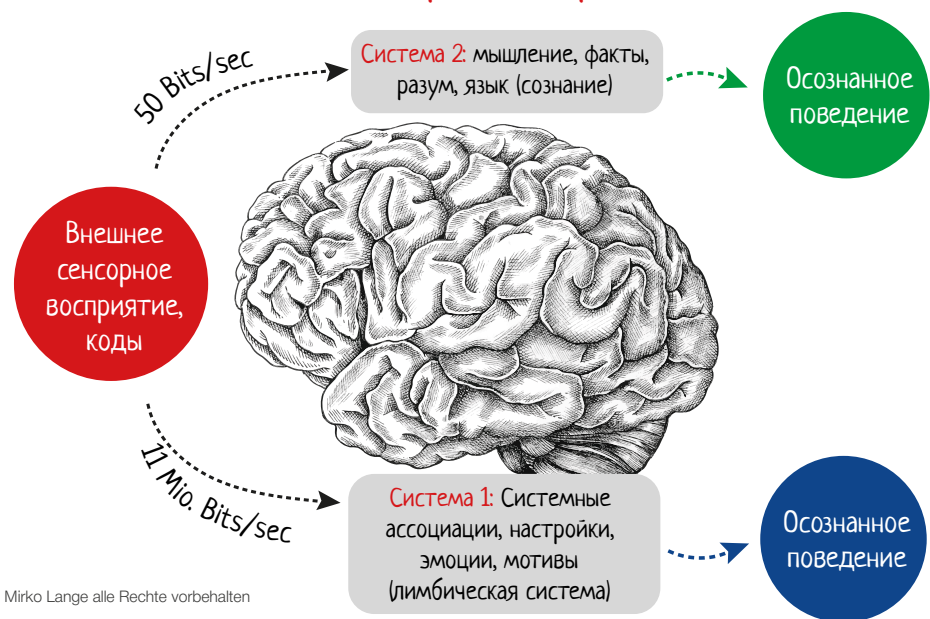 50 Bits/sec
Система 2: мышление, факты,
разум, язык (сознание)
Осознанное
поведение
Внешнее
сенсорное
восприятие,
коды
11 Mio. Bits/sec
Система 1: Системные
ассоциации, настройки,
эмоции, мотивы
(лимбическая система)
Осознанное
поведение
Mirko Lange alle Rechte vorbehalten